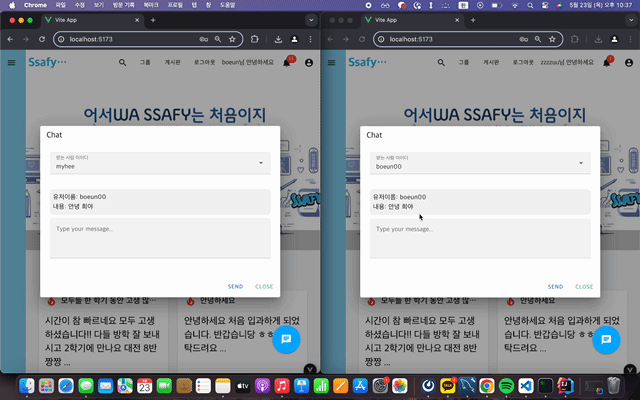 Chrome 파일 수정 보기 방문 기록 북마크 프로필 탭 창 도움말
5월 23일 (목) 오후 10:37
Vite App
localhost:5173
Ssafy…
그룹 게시판 로그아웃 boeun님 안녕하세요
어서WA SSAFY는 처음이지
Chat
받는 사람 아이디
myhee
유저이름: boeun00
내용: 안녕 희야
Type your message...
SEND CLOSE
모두들 한 학기 동안 고생 많…
시간이 참 빠르네요 모두 고생
하셨습니다!! 다들 방학 잘 보내
시고 2학기에 만나요 대전 8반
짱짱 ...
안녕하세요
안녕하세요 처음 입과하게 되었
습니다. 반갑습니당 ㅎㅎ
탁드려요 ...
Vite App
localhost:5173
Ssafy…
그룹 게시판 로그아웃 zzzzuu님 안녕하세요
어서WA SSAFY는 처음이지
Chat
받는 사람 아이디
boeun00
유저이름: boeun00
내용: 안녕 희야
Type your message...
SEND CLOSE
모두들 한 학기 동안 고생 많…
시간이 참 빠르네요 모두 고생
하셨습니다!! 다들 방학 잘 보내
시고 2학기에 만나요 대전 8반
짱짱 ...
안녕하세요
안녕하세요 처음 입과하게 되었
습니다. 반갑습니당 ㅎㅎ
탁드려요 ...
23